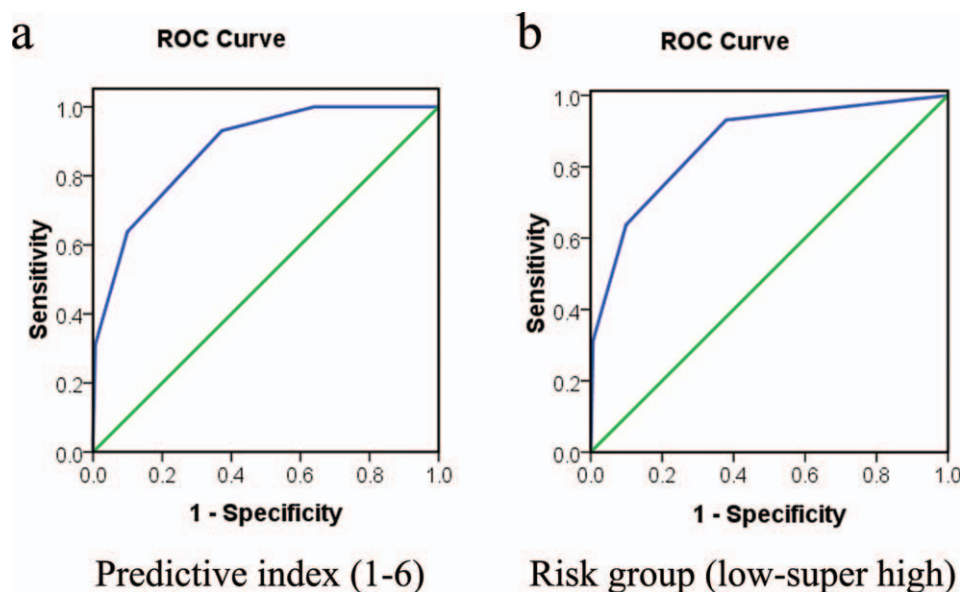 a
ROC Curve
1.0
0.8
0.6
0.4
0.2
0.0
0.0 0.2 0.4 0.6 0.8 1.0
Sensitivity
1 - Specificity
Predictive index (1-6)
b
ROC Curve
1.0
0.8
0.6
0.4
0.2
0.0
0.0 0.2 0.4 0.6 0.8 1.0
Sensitivity
1 - Specificity
Risk group (low-super high)